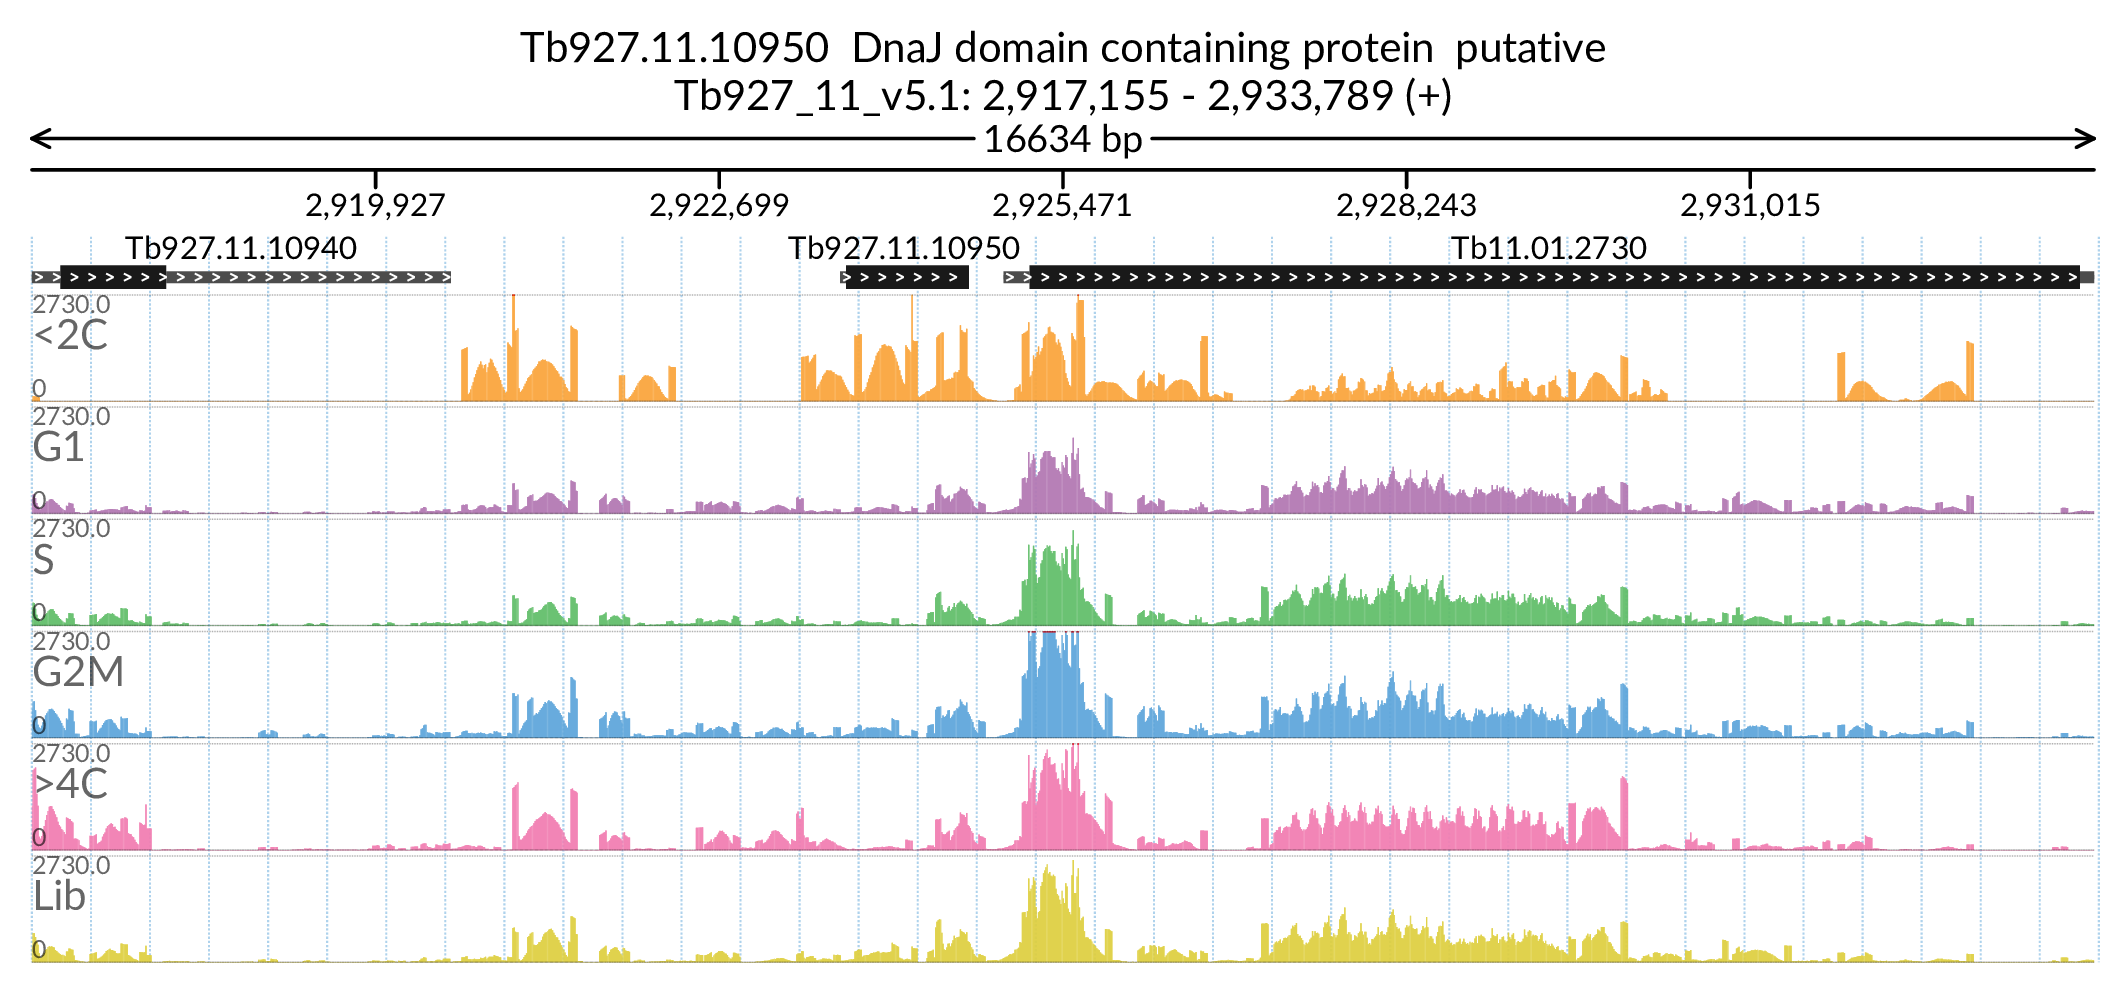 Tb927.11.10950  DnaJ domain containing protein  putative
Tb927_11_v5.1: 2,917,155 - 2,933,789 (+)
16634 bp
2,919,927 2,922,699 2,925,471 2,928,243 2,931,015
Tb927.11.10940 Tb927.11.10950 Tb11.01.2730
2730.0
<2C
0
2730.0
G1
0
2730.0
S
0
2730.0
G2M
0
2730.0
>4C
0
2730.0
Lib
0